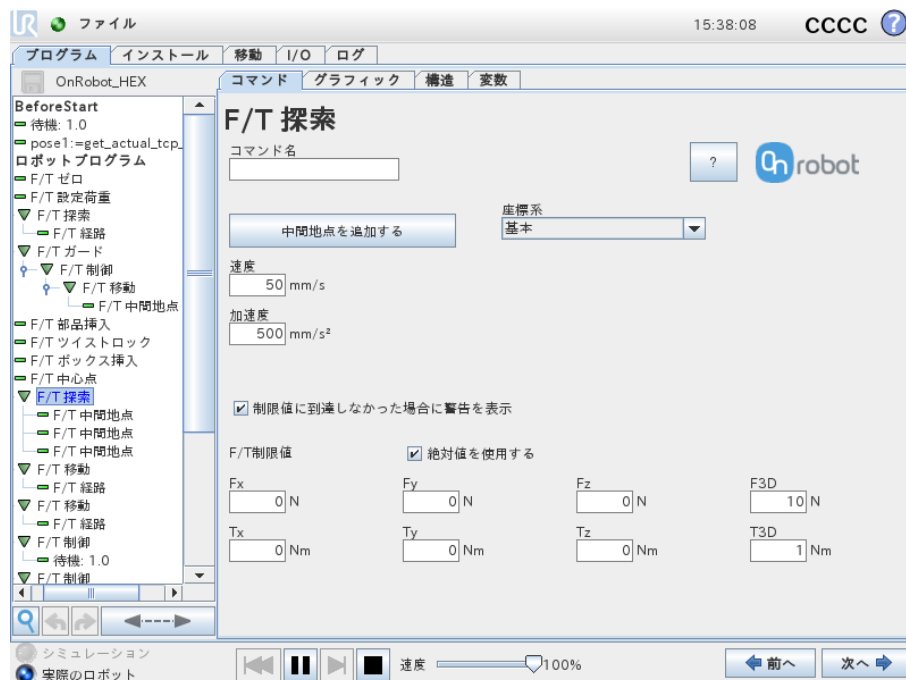 ファイル
15:38:08
CCCC
?
プログラム インストール 移動 I/O ログ
OnRobot_HEX
コマンド グラフィック 構造 変数
BeforeStart
待機: 1.0
pose1:=get_actual_tcp_
ロボットプログラム
F/T ゼロ
F/T 設定荷重
F/T 探索
F/T 経路
F/T ガード
F/T 制御
F/T 移動
F/T 中間地点
F/T 部品挿入
F/T ツイストロック
F/T ボックス挿入
F/T 中心点
F/T 探索
F/T 中間地点
F/T 中間地点
F/T 中間地点
F/T 移動
F/T 経路
F/T 移動
F/T 経路
F/T 制御
待機: 1.0
F/T 制御
F/T 探索
コマンド名
?
On robot
中間地点を追加する
座標系
基本
速度
50 mm/s
加速度
500 mm/s²
制限値に到達しなかった場合に警告を表示
F/T制限値
絶対値を使用する
Fx Fy Fz F3D
0 N 0 N 0 N 10 N
Tx Ty Tz T3D
0 Nm 0 Nm 0 Nm 1 Nm
シミュレーション
実際のロボット
速度 100%
前へ
次へ